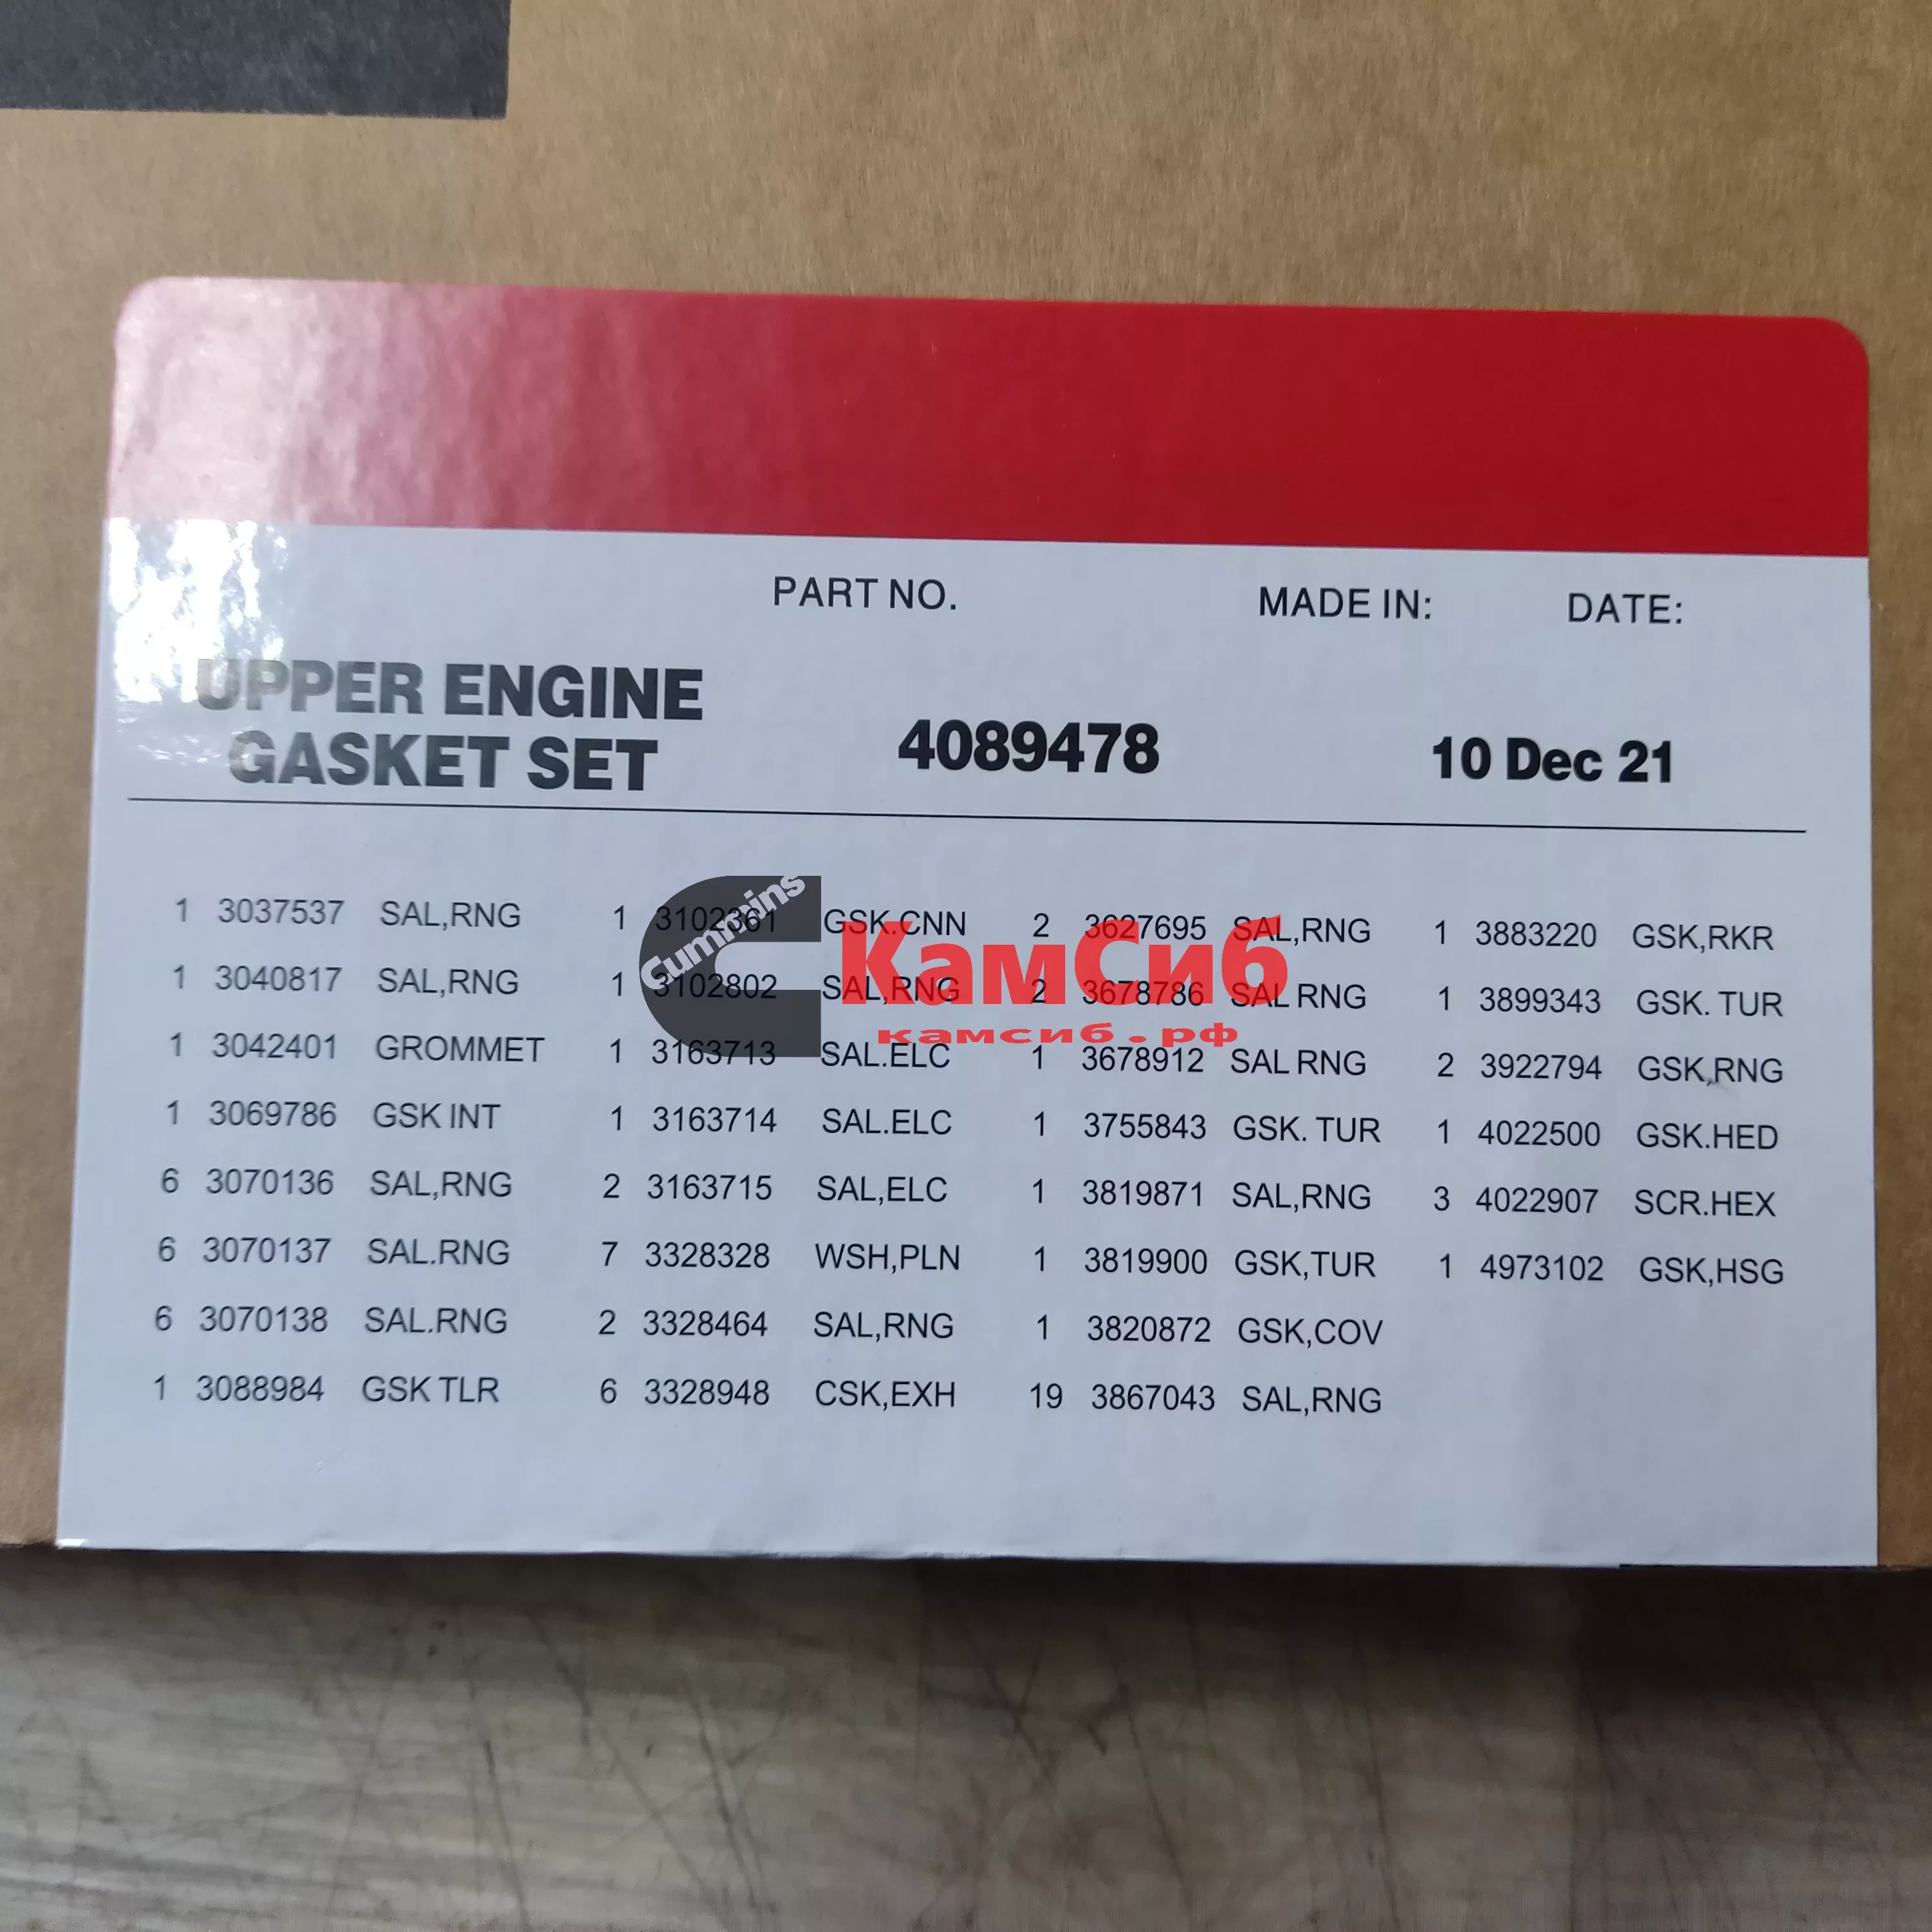 PART NO. MADE IN: DATE:
UPPER ENGINE
GASKET SET
4089478 10 Dec 21
1 3037537 SAL,RNG 1 3102361 GSK.CNN 2 3627695 SAL,RNG 1 3883220 GSK,RKR
1 3040817 SAL,RNG 1 3102802 SAL,RNG 2 3678786 SAL RNG 1 3899343 GSK. TUR
1 3042401 GROMMET 1 3163713 SAL.ELC 1 3678912 SAL RNG 2 3922794 GSK,RNG
1 3069786 GSK INT 1 3163714 SAL.ELC 1 3755843 GSK. TUR 1 4022500 GSK.HED
6 3070136 SAL,RNG 2 3163715 SAL,ELC 1 3819871 SAL,RNG 3 4022907 SCR.HEX
6 3070137 SAL.RNG 7 3328328 WSH,PLN 1 3819900 GSK,TUR 1 4973102 GSK,HSG
6 3070138 SAL.RNG 2 3328464 SAL,RNG 1 3820872 GSK,COV
1 3088984 GSK TLR 6 3328948 CSK,EXH 19 3867043 SAL,RNG
Cummins
КамСиб
камсиб.рф